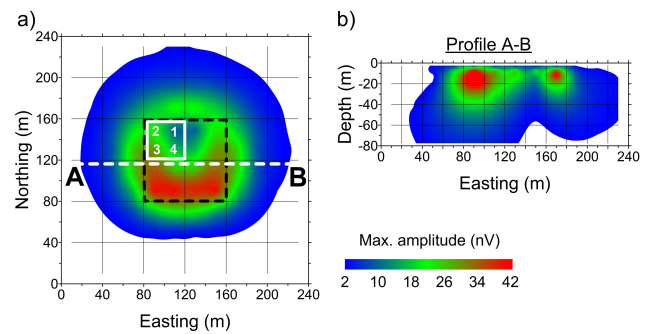 a)
Northing (m)
240
200
160
120
80
40
0
2 1
3 4
A B
0 40 80 120 160 200 240
Easting (m)
b)
Profile A-B
Depth (m)
0
-20
-40
-60
-80
0 40 80 120 160 200 240
Easting (m)
Max. amplitude (nV)
2 10 18 26 34 42